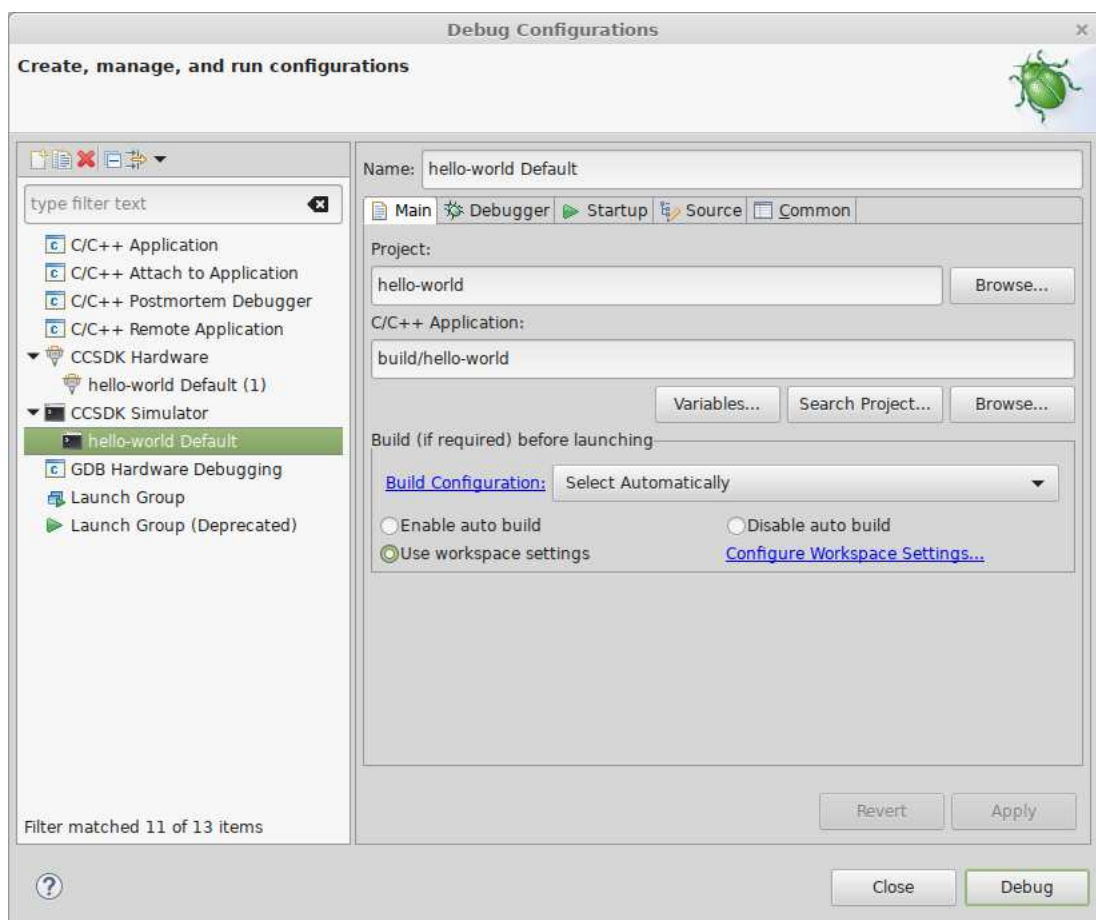 Debug Configurations
Create, manage, and run configurations
type filter text
C/C++ Application
C/C++ Attach to Application
C/C++ Postmortem Debugger
C/C++ Remote Application
CCSDK Hardware
hello-world Default (1)
CCSDK Simulator
hello-world Default
GDB Hardware Debugging
Launch Group
Launch Group (Deprecated)
Filter matched 11 of 13 items
Name: hello-world Default
Main Debugger Startup Source Common
Project:
hello-world Browse...
C/C++ Application:
build/hello-world
Variables... Search Project... Browse...
Build (if required) before launching
Build Configuration: Select Automatically
Enable auto build Disable auto build
Use workspace settings Configure Workspace Settings...
Revert Apply
Close Debug